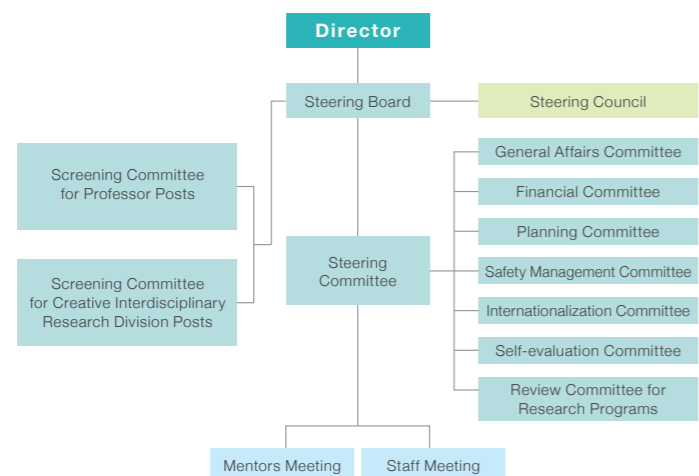 Director
Steering Board
Steering Council
Screening Committee
for Professor Posts
Screening Committee
for Creative Interdisciplinary
Research Division Posts
Steering
Committee
General Affairs Committee
Financial Committee
Planning Committee
Safety Management Committee
Internationalization Committee
Self-evaluation Committee
Review Committee for
Research Programs
Mentors Meeting
Staff Meeting